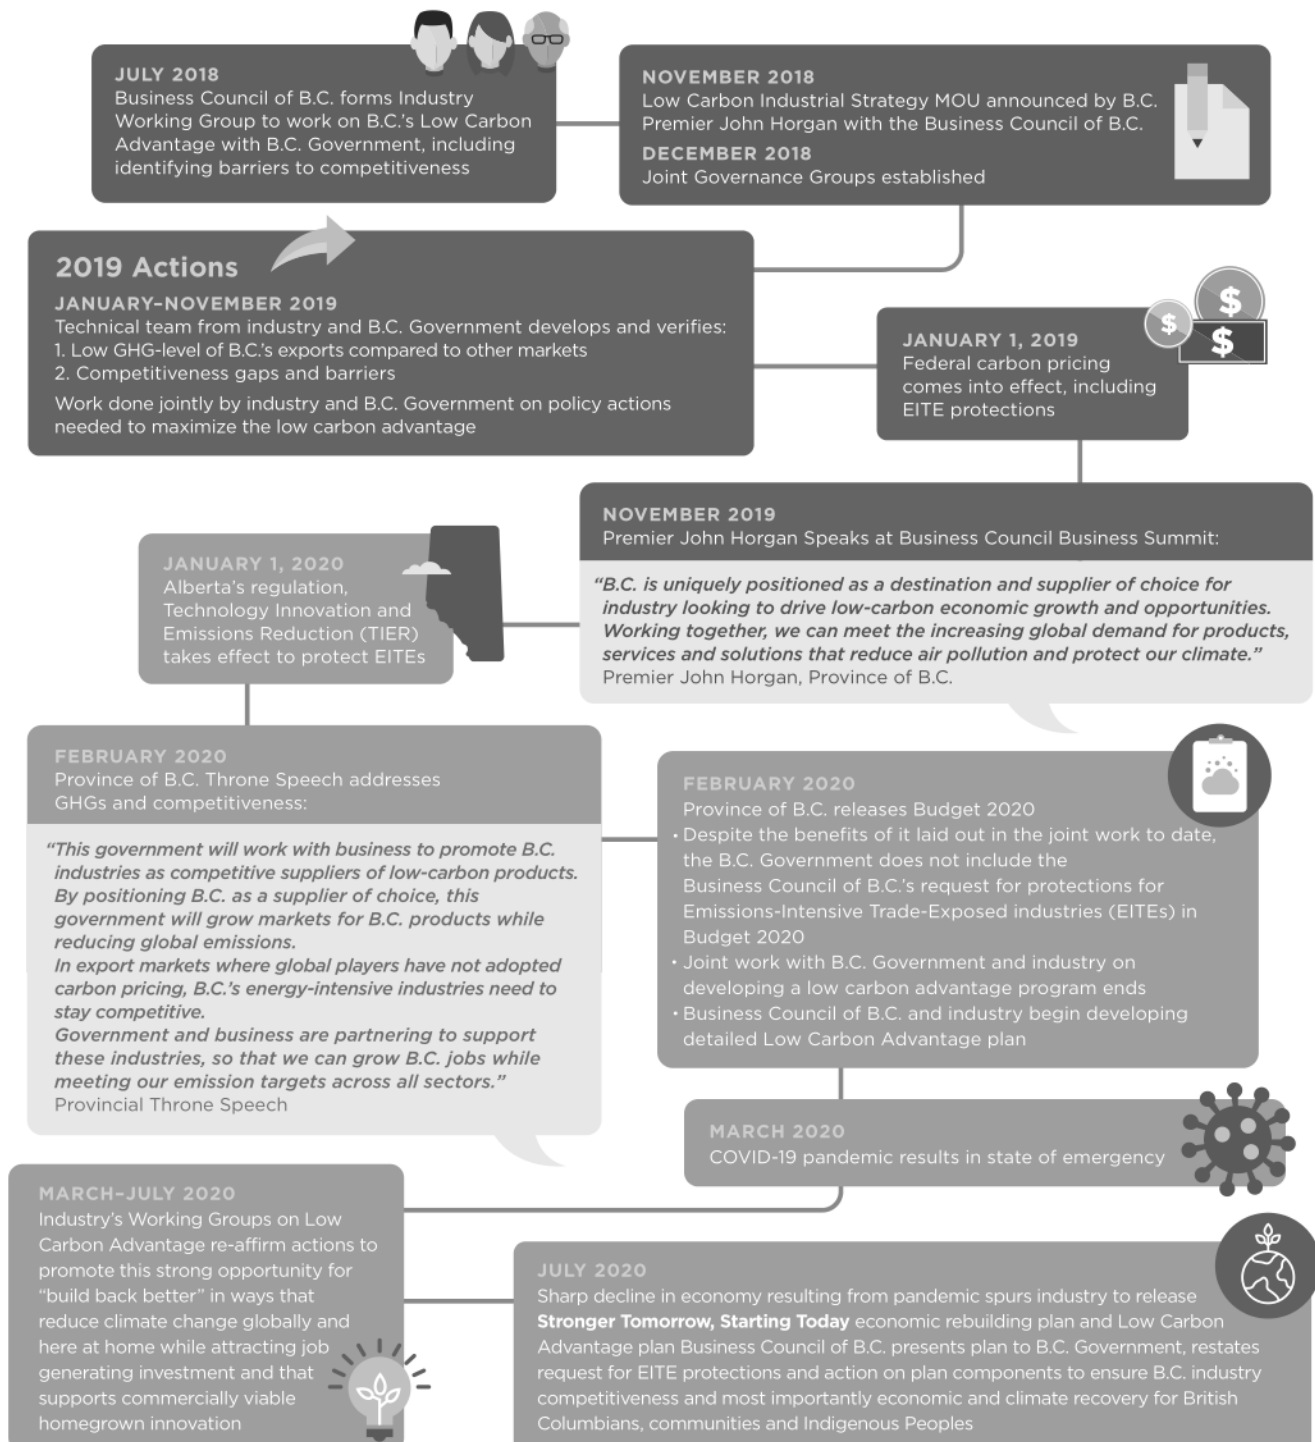 JULY 2018
Business Council of B.C. forms Industry
Working Group to work on B.C.'s Low Carbon
Advantage with B.C. Government, including
identifying barriers to competitiveness
NOVEMBER 2018
Low Carbon Industrial Strategy MOU announced by B.C.
Premier John Horgan with the Business Council of B.C.
DECEMBER 2018
Joint Governance Groups established
2019 Actions
JANUARY–NOVEMBER 2019
Technical team from industry and B.C. Government develops and verifies:
1. Low GHG-level of B.C.'s exports compared to other markets
2. Competitiveness gaps and barriers
Work done jointly by industry and B.C. Government on policy actions
needed to maximize the low carbon advantage
$
$
$
JANUARY 1, 2019
Federal carbon pricing
comes into effect, including
EITE protections
NOVEMBER 2019
Premier John Horgan Speaks at Business Council Business Summit:
“B.C. is uniquely positioned as a destination and supplier of choice for
industry looking to drive low-carbon economic growth and opportunities.
Working together, we can meet the increasing global demand for products,
services and solutions that reduce air pollution and protect our climate.”
Premier John Horgan, Province of B.C.
JANUARY 1, 2020
Alberta's regulation,
Technology Innovation and
Emissions Reduction (TIER)
takes effect to protect EITEs
FEBRUARY 2020
Province of B.C. Throne Speech addresses
GHGs and competitiveness:
“This government will work with business to promote B.C.
industries as competitive suppliers of low-carbon products.
By positioning B.C. as a supplier of choice, this
government will grow markets for B.C. products while
reducing global emissions.
In export markets where global players have not adopted
carbon pricing, B.C.'s energy-intensive industries need to
stay competitive.
Government and business are partnering to support
these industries, so that we can grow B.C. jobs while
meeting our emission targets across all sectors.”
Provincial Throne Speech
FEBRUARY 2020
Province of B.C. releases Budget 2020
• Despite the benefits of it laid out in the joint work to date,
the B.C. Government does not include the
Business Council of B.C.'s request for protections for
Emissions-Intensive Trade-Exposed industries (EITEs) in
Budget 2020
• Joint work with B.C. Government and industry on
developing a low carbon advantage program ends
• Business Council of B.C. and industry begin developing
detailed Low Carbon Advantage plan
MARCH 2020
COVID-19 pandemic results in state of emergency
MARCH–JULY 2020
Industry's Working Groups on Low
Carbon Advantage re-affirm actions to
promote this strong opportunity for
“build back better” in ways that
reduce climate change globally and
here at home while attracting job
generating investment and that
supports commercially viable
homegrown innovation
JULY 2020
Sharp decline in economy resulting from pandemic spurs industry to release
Stronger Tomorrow, Starting Today economic rebuilding plan and Low Carbon
Advantage plan Business Council of B.C. presents plan to B.C. Government, restates
request for EITE protections and action on plan components to ensure B.C. industry
competitiveness and most importantly economic and climate recovery for British
Columbians, communities and Indigenous Peoples